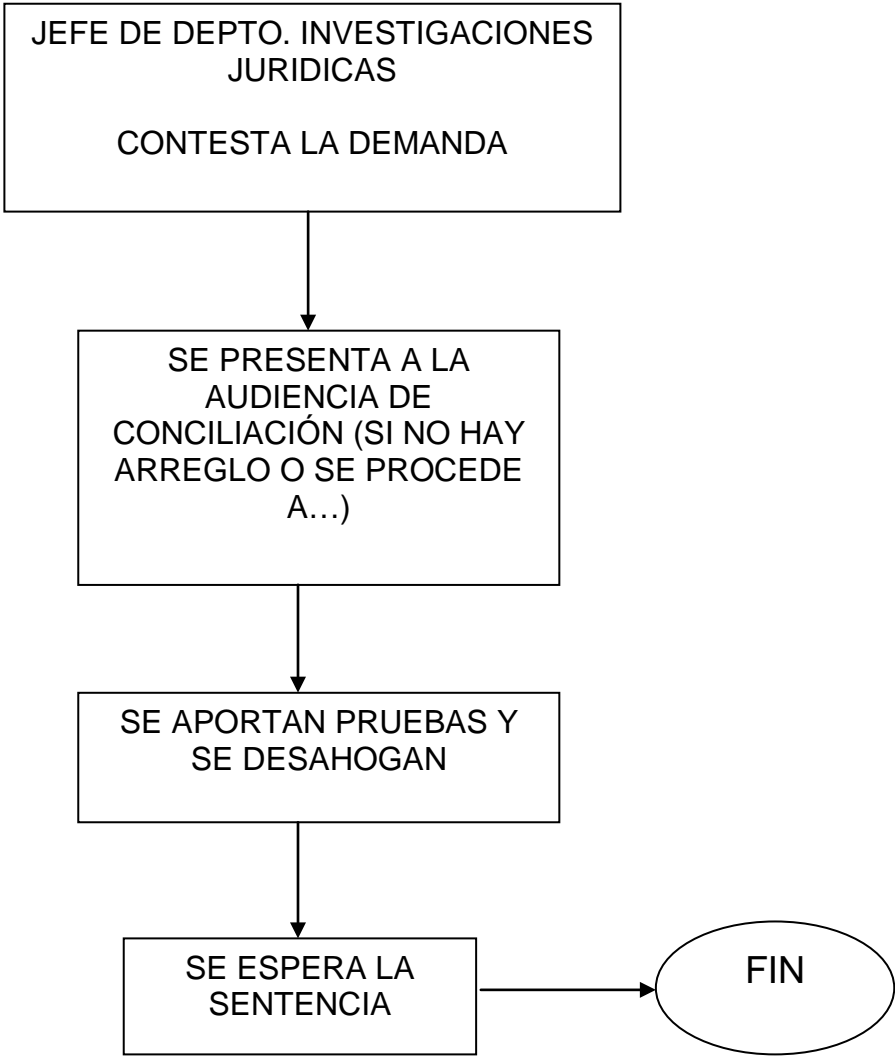 JEFE DE DEPTO. INVESTIGACIONES
JURIDICAS
CONTESTA LA DEMANDA
SE PRESENTA A LA
AUDIENCIA DE
CONCILIACIÓN (SI NO HAY
ARREGLO O SE PROCEDE
A…)
SE APORTAN PRUEBAS Y
SE DESAHOGAN
SE ESPERA LA
SENTENCIA
FIN